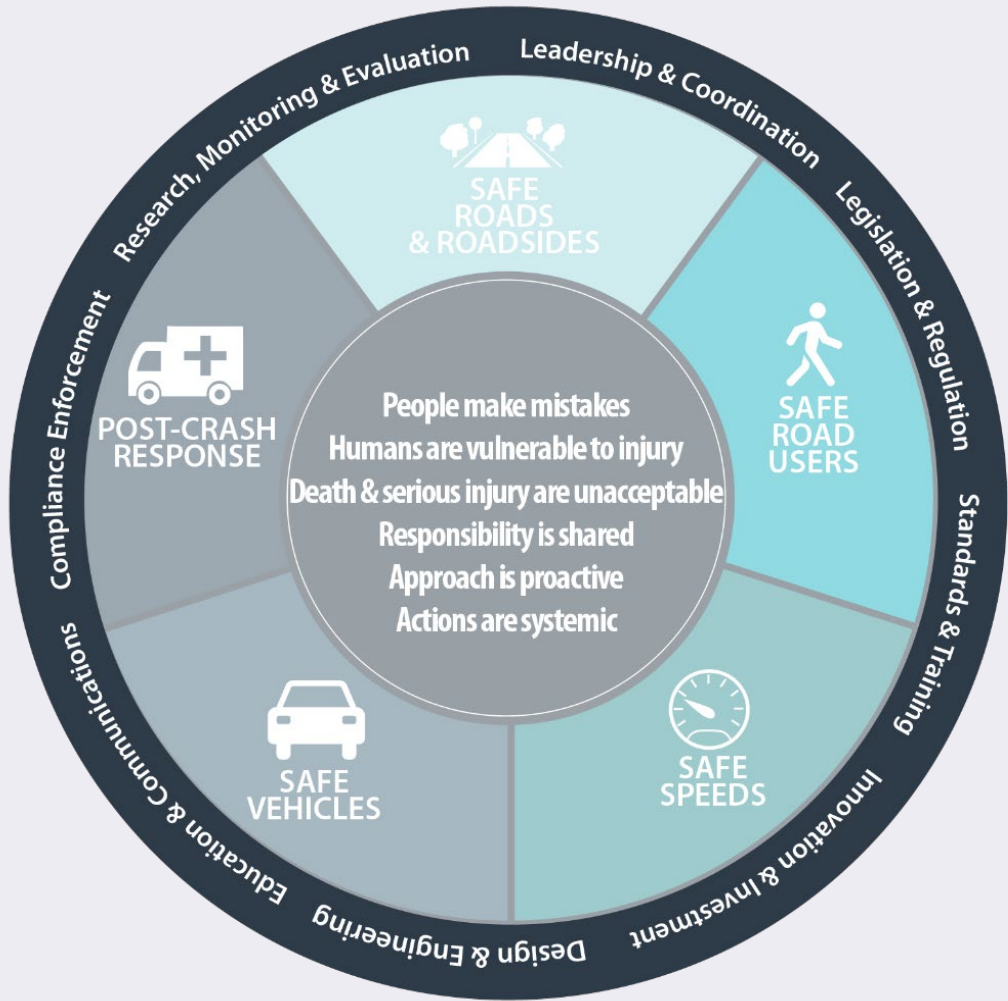 Leadership & Coordination
Legislation & Regulation
Standards & Training
Innovation & Investment
Design & Engineering
Education & Communications
Compliance Enforcement
Research, Monitoring & Evaluation
SAFE
ROADS
& ROADSIDES
SAFE
ROAD
USERS
SAFE
SPEEDS
SAFE
VEHICLES
POST-CRASH
RESPONSE
People make mistakes
Humans are vulnerable to injury
Death & serious injury are unacceptable
Responsibility is shared
Approach is proactive
Actions are systemic